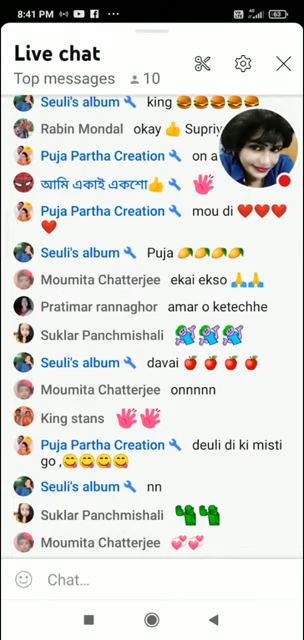 8:41 PM
63
Live chat
Top messages 10
Seuli's album king 🍔🍔🍔🍔🍔
Rabin Mondal okay 👍 Supriy
Puja Partha Creation on a
আমি একাই একশো👍
Puja Partha Creation mou di ❤❤❤
❤
Seuli's album Puja 🥭🥭🥭🥭
Moumita Chatterjee ekai ekso 🙏🙏
Pratimar rannaghor amar o ketechhe
Suklar Panchmishali
Seuli's album davai 🍎🍎🍎🍎
Moumita Chatterjee onnnnn
King stans
Puja Partha Creation deuli di ki misti
go ,😋😋😋😋
Seuli's album nn
Suklar Panchmishali
Moumita Chatterjee 💞💞
Chat...